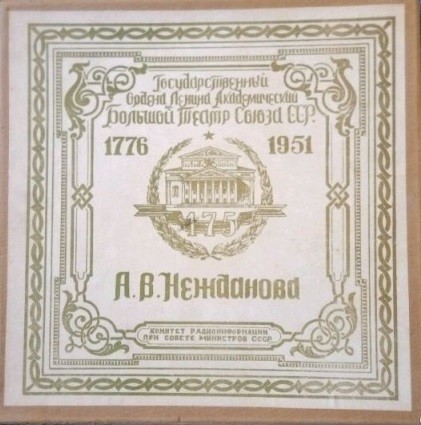 Государственный
Ордена Ленина Академический
Большой Театр Союза ССР.
1776 1951
175
А. В. Нежданова
КОМИТЕТ РАДИОИНФОРМАЦИИ
ПРИ СОВЕТЕ МИНИСТРОВ СССР